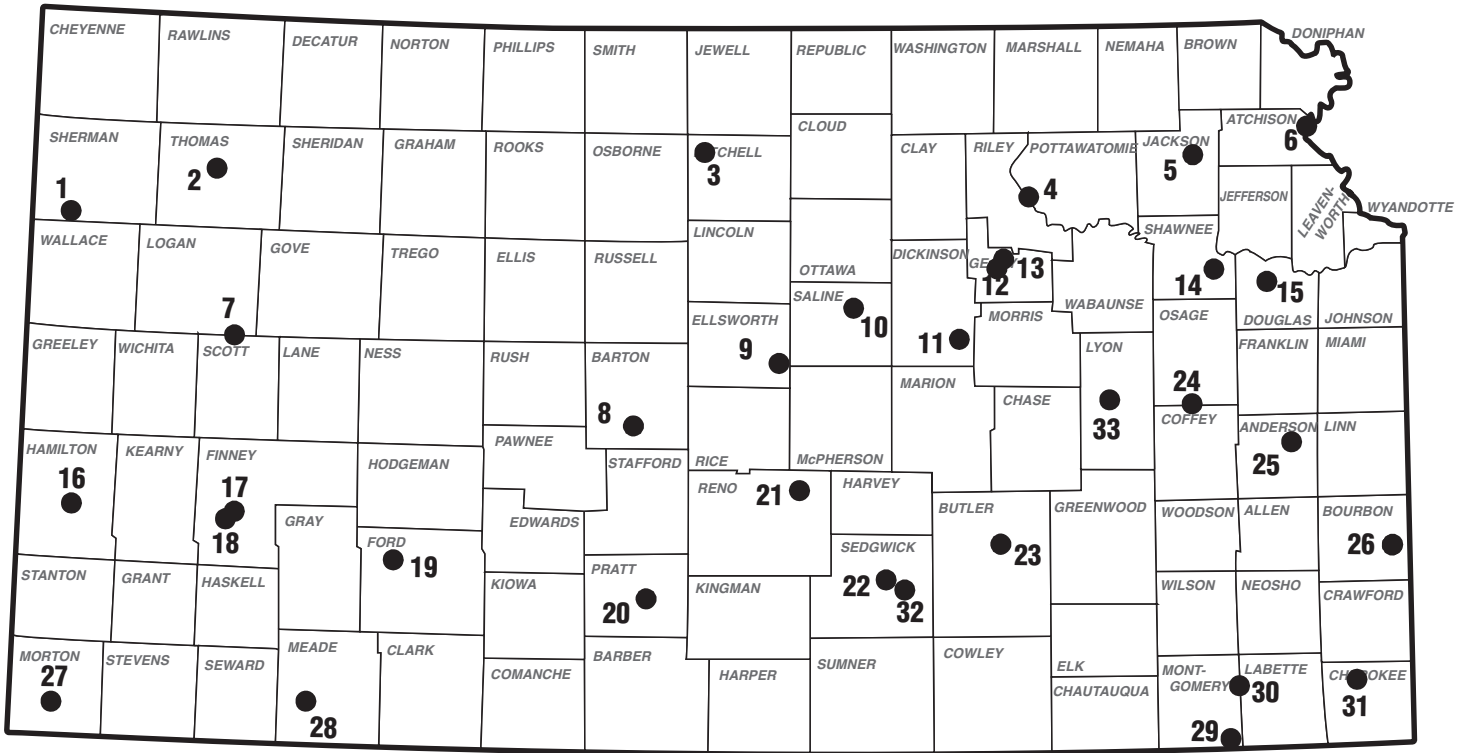 CHEYENNE
RAWLINS
DECATUR
NORTON
PHILLIPS
SMITH
JEWELL
REPUBLIC
WASHINGTON
MARSHALL
NEMAHA
BROWN
DONIPHAN
SHERMAN
THOMAS
SHERIDAN
GRAHAM
ROOKS
OSBORNE
TCHELL
CLOUD
CLAY
RILEY
POTTAWATOMIE
JACKSON
ATCHISON
1
2
3
4
5
6
JEFFERSON
LEAVEN-
WORTH
WYANDOTTE
WALLACE
LOGAN
GOVE
TREGO
ELLIS
RUSSELL
LINCOLN
OTTAWA
DICKINSON
GE
Y
12
13
SHAWNEE
14
15
7
SALINE
10
ELLSWORTH
9
11
MORRIS
WABAUNSE
OSAGE
DOUGLAS
JOHNSON
GREELEY
WICHITA
SCOTT
LANE
NESS
RUSH
BARTON
8
MARION
CHASE
LYON
33
24
COFFEY
FRANKLIN
MIAMI
HAMILTON
16
KEARNY
FINNEY
17
18
HODGEMAN
PAWNEE
STAFFORD
RICE
McPHERSON
RENO
21
HARVEY
ANDERSON
25
LINN
GRAY
FORD
19
EDWARDS
BUTLER
23
GREENWOOD
WOODSON
ALLEN
BOURBON
26
STANTON
GRANT
HASKELL
KIOWA
PRATT
20
KINGMAN
SEDGWICK
22
32
WILSON
NEOSHO
CRAWFORD
MORTON
27
STEVENS
SEWARD
MEADE
28
CLARK
COMANCHE
BARBER
HARPER
SUMNER
COWLEY
ELK
CHAUTAUQUA
MONT-
GOMERY
29
30
LABETTE
CH
OKEE
31